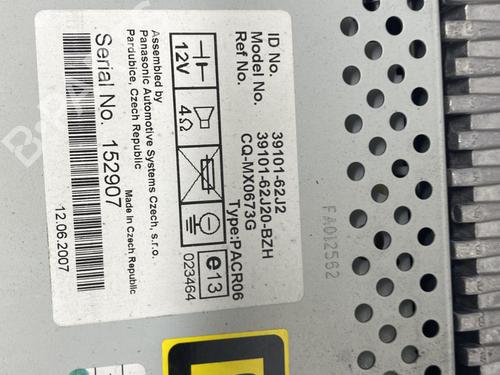 ID No. 39101-62J2
Model No. 39101-62J20-BZH
Ref No. CQ-MX0673G
Type:PACR06
12V
4Ω
e13
023464
Assembled by
Panasonic Automotive Systems Czech, s.r.o.
Pardubice, Czech Republic
Made in Czech Republic
Serial No. 152907
12.06.2007
FA012562